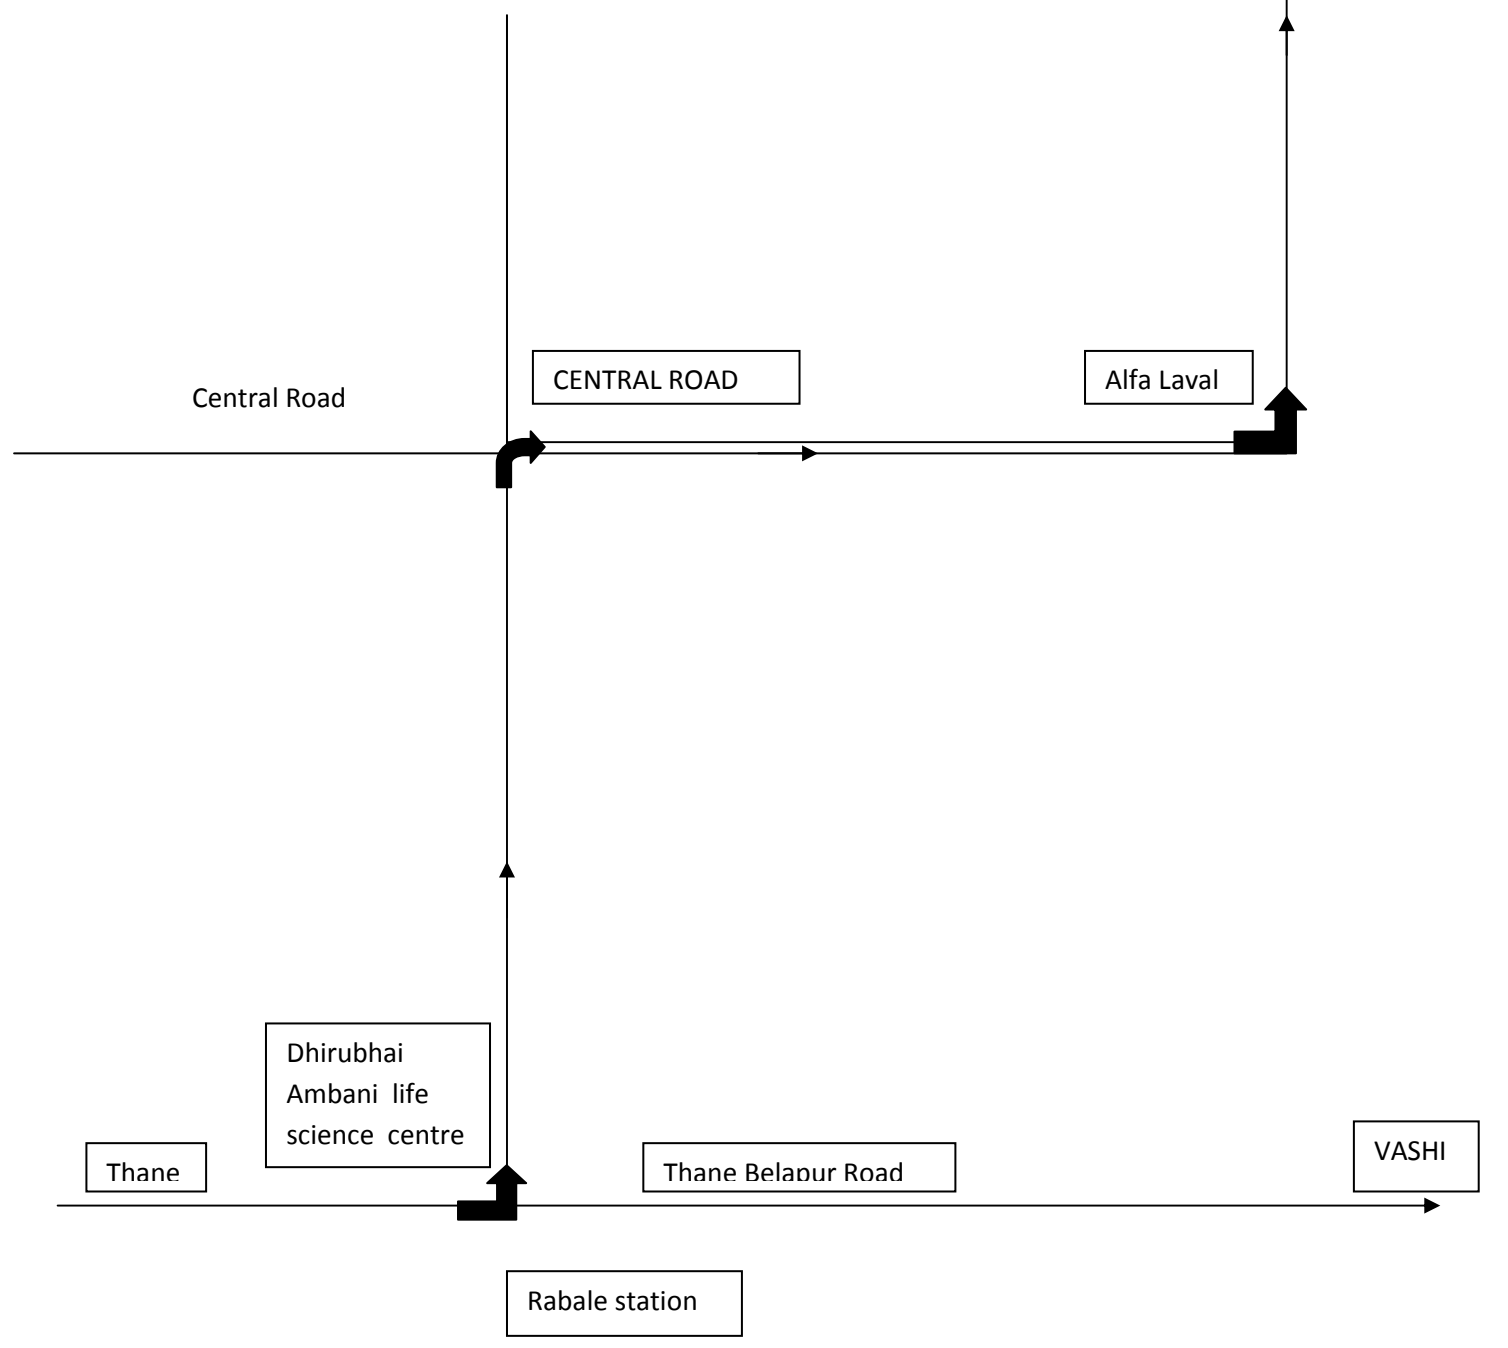 CENTRAL ROAD
Alfa Laval
Central Road
Dhirubhai
Ambani life
science centre
Thane
Thane Belapur Road
VASHI
Rabale station